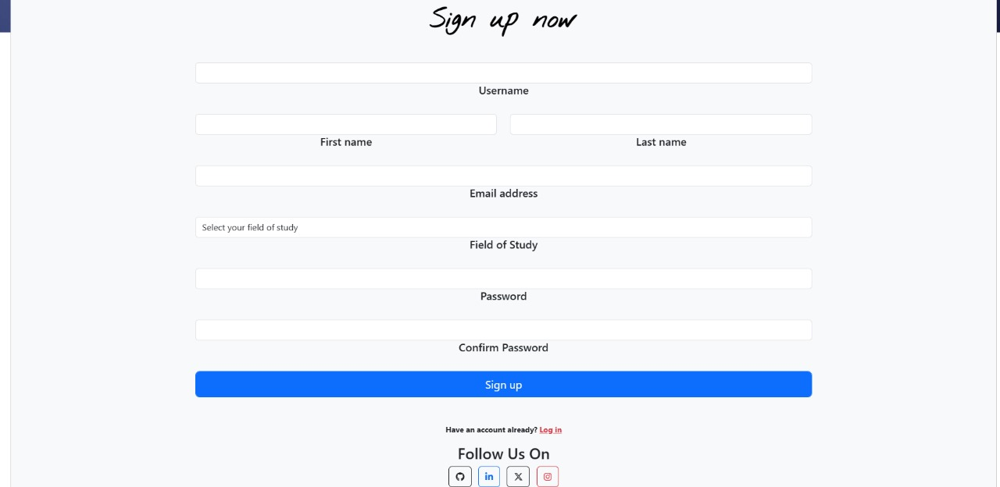 Sign up now
Username
First name Last name
Email address
Select your field of study
Field of Study
Password
Confirm Password
Sign up
Have an account already? Log in
Follow Us On
in X